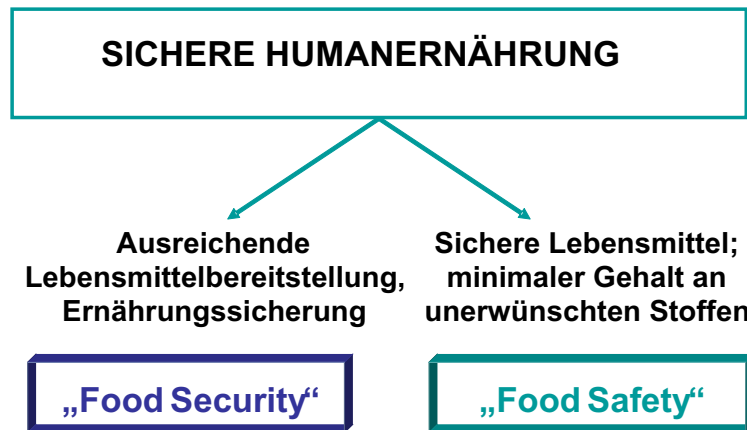 SICHERE HUMANERNÄHRUNG
Ausreichende
Lebensmittelbereitstellung,
Ernährungssicherung
Sichere Lebensmittel;
minimaler Gehalt an
unerwünschten Stoffen
„Food Security“
„Food Safety“